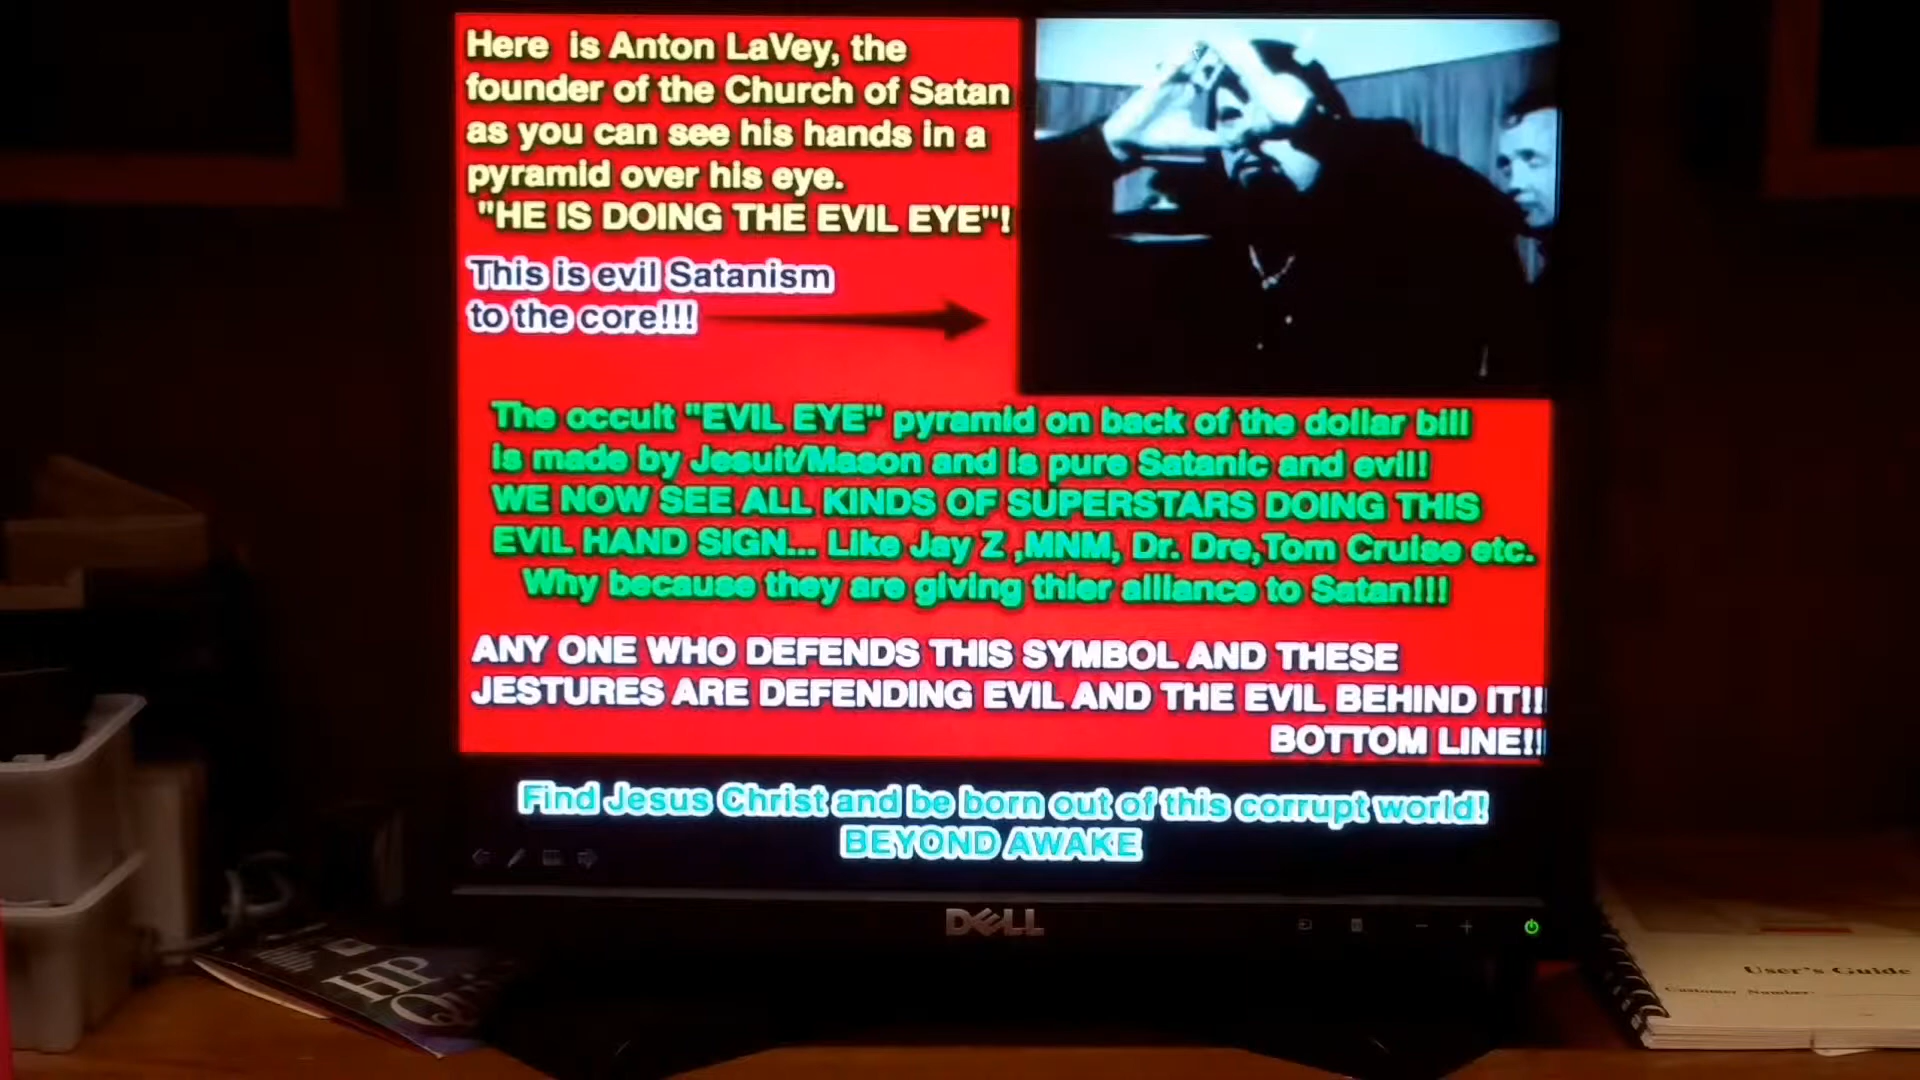 Here is Anton LaVey, the
founder of the Church of Satan
as you can see his hands in a
pyramid over his eye.
"HE IS DOING THE EVIL EYE"!
This is evil Satanism
to the core!!!
The occult "EVIL EYE" pyramid on back of the dollar bill
is made by Jesuit/Mason and is pure Satanic and evil!
WE NOW SEE ALL KINDS OF SUPERSTARS DOING THIS
EVIL HAND SIGN... Like Jay Z ,MNM, Dr. Dre,Tom Cruise etc.
Why because they are giving thier alliance to Satan!!!
ANY ONE WHO DEFENDS THIS SYMBOL AND THESE
JESTURES ARE DEFENDING EVIL AND THE EVIL BEHIND IT!!!
BOTTOM LINE!!
Find Jesus Christ and be born out of this corrupt world!
BEYOND AWAKE
DELL
HP
User's Guide
Customer Number: